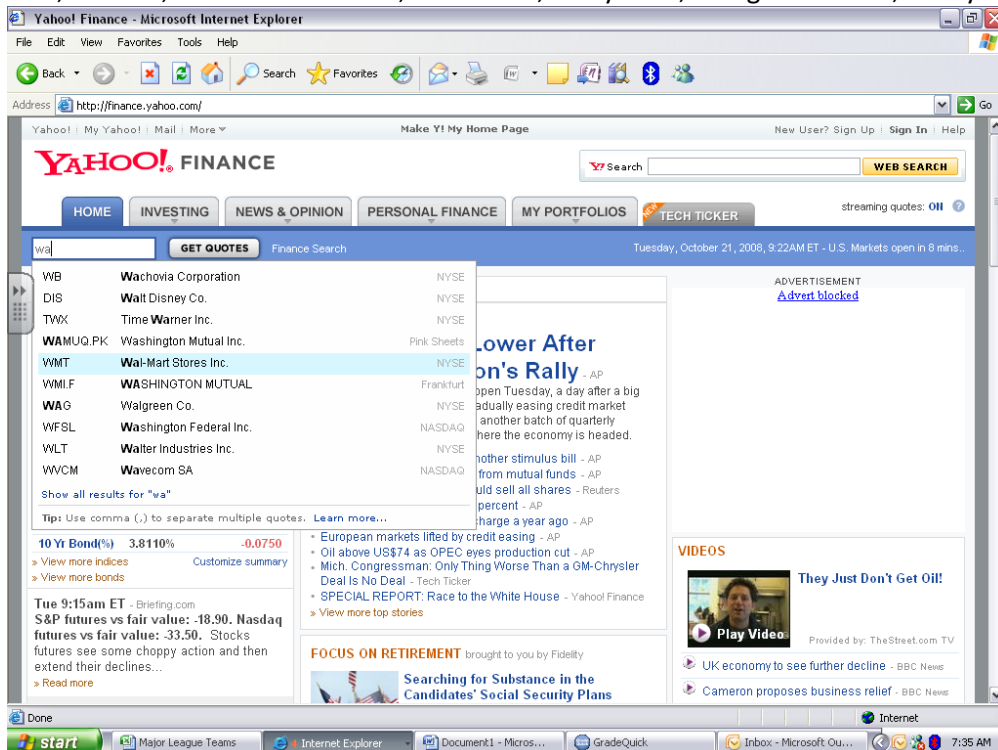 Yahoo! Finance - Microsoft Internet Explorer
File Edit View Favorites Tools Help
Back Search Favorites
Address http://finance.yahoo.com/ Go
Yahoo! My Yahoo! Mail More Make Y! My Home Page New User? Sign Up Sign In Help
YAHOO! FINANCE Y! Search WEB SEARCH
HOME INVESTING NEWS & OPINION PERSONAL FINANCE MY PORTFOLIOS NEW TECH TICKER streaming quotes: ON
wa GET QUOTES Finance Search Tuesday, October 21, 2008, 9:22AM ET - U.S. Markets open in 8 mins..
WB Wachovia Corporation NYSE
DIS Walt Disney Co. NYSE
TWX Time Warner Inc. NYSE
WAMUQ.PK Washington Mutual Inc. Pink Sheets
WMT Wal-Mart Stores Inc. NYSE
WMI.F WASHINGTON MUTUAL Frankfurt
WAG Walgreen Co. NYSE
WFSL Washington Federal Inc. NASDAQ
WLT Walter Industries Inc. NYSE
WVCM Wavecom SA NASDAQ
Show all results for "wa"
Tip: Use comma (,) to separate multiple quotes. Learn more...
10 Yr Bond(%) 3.8110% -0.0750
» View more indices Customize summary
» View more bonds
Tue 9:15am ET - Briefing.com
S&P futures vs fair value: -18.90. Nasdaq
futures vs fair value: -33.50. Stocks
futures see some choppy action and then
extend their declines...
» Read more
Lower After
on's Rally - AP
open Tuesday, a day after a big
adually easing credit market
another batch of quarterly
here the economy is headed.
nother stimulus bill - AP
from mutual funds - AP
uld sell all shares - Reuters
percent - AP
harge a year ago - AP
European markets lifted by credit easing - AP
Oil above US$74 as OPEC eyes production cut - AP
Mich. Congressman: Only Thing Worse Than a GM-Chrysler
Deal Is No Deal - Tech Ticker
SPECIAL REPORT: Race to the White House - Yahoo! Finance
» View more top stories
FOCUS ON RETIREMENT brought to you by Fidelity
Searching for Substance in the
Candidates' Social Security Plans
ADVERTISEMENT
Advert blocked
VIDEOS
They Just Don't Get Oil!
Play Video Provided by: TheStreet.com TV
UK economy to see further decline - BBC News
Cameron proposes business relief - BBC News
Done Internet
start Major League Teams 4 Internet Explorer Document1 - Micros... GradeQuick Inbox - Microsoft Ou... 7:35 AM